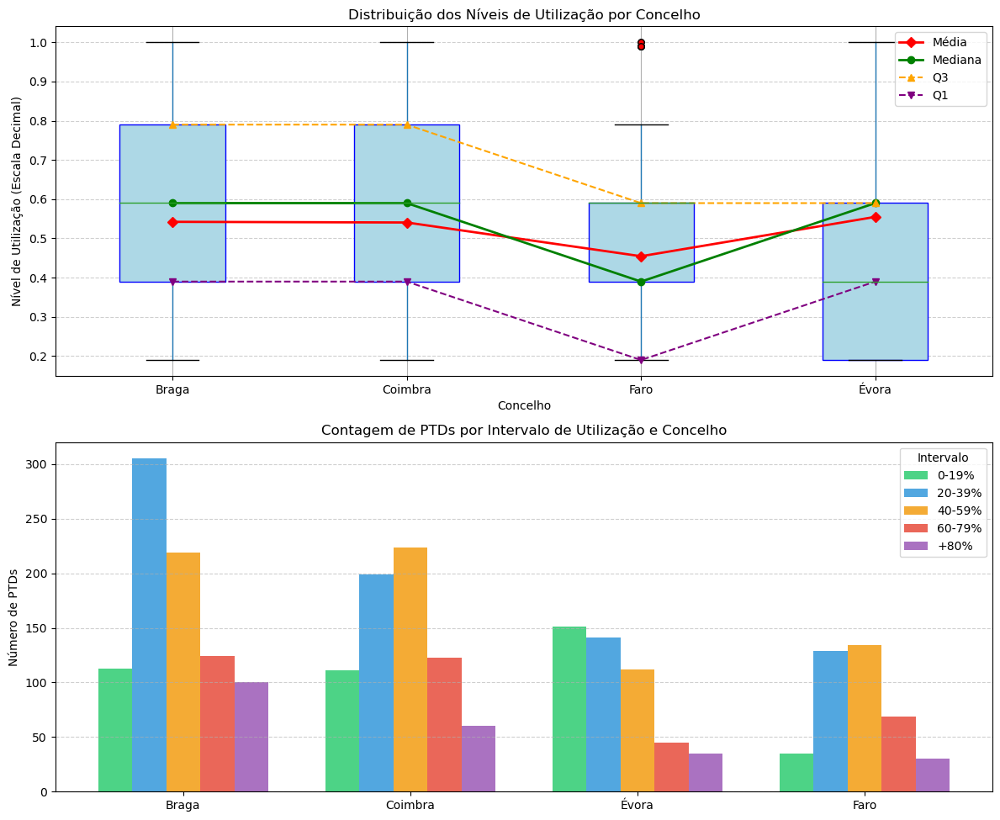 Distribuição dos Níveis de Utilização por Concelho
Nível de Utilização (Escala Decimal)
1.0
0.9
0.8
0.7
0.6
0.5
0.4
0.3
0.2
Média
Mediana
Q3
Q1
Braga
Coimbra
Faro
Évora
Concelho
Contagem de PTDs por Intervalo de Utilização e Concelho
Número de PTDs
300
250
200
150
100
50
0
Intervalo
0-19%
20-39%
40-59%
60-79%
+80%
Braga
Coimbra
Évora
Faro